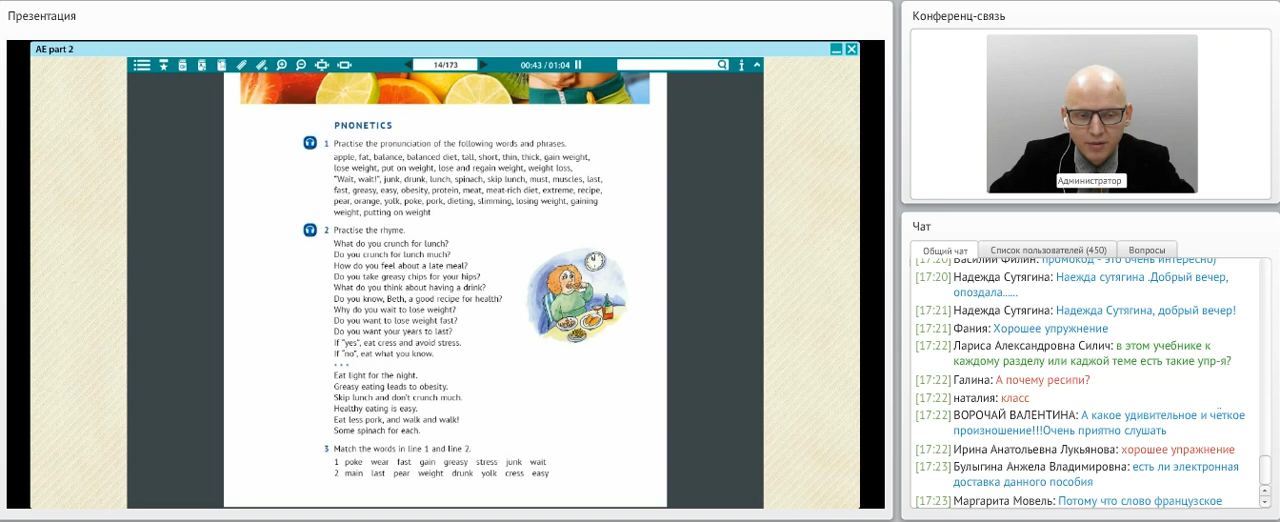 Презентация
AE part 2
14/173
00:43 / 01:04
PHONETICS
1 Practise the pronunciation of the following words and phrases.
apple, fat, balance, balanced diet, tall, short, thin, thick, gain weight,
lose weight, put on weight, lose and regain weight, weight loss,
"Wait, wait!", junk, drunk, lunch, spinach, skip lunch, must, muscles, last,
fast, greasy, easy, obesity, protein, meat, meat-rich diet, extreme, recipe,
pear, orange, yolk, poke, pork, dieting, slimming, losing weight, gaining
weight, putting on weight
2 Practise the rhyme.
What do you crunch for lunch?
Do you crunch for lunch much?
How do you feel about a late meal?
Do you take greasy chips for your hips?
What do you think about having a drink?
Do you know, Beth, a good recipe for health?
Why do you wait to lose weight?
Do you want to lose weight fast?
Do you want your years to last?
If "yes", eat cress and avoid stress.
If "no", eat what you know.
• • •
Eat light for the night.
Greasy eating leads to obesity.
Skip lunch and don't crunch much.
Healthy eating is easy.
Eat less pork, and walk and walk!
Some spinach for each.
3 Match the words in line 1 and line 2.
1 poke wear fast gain greasy stress junk wait
2 main last pear weight drunk yolk cress easy
Конференц-связь
Администратор
Чат
Общий чат Список пользователей (450) Вопросы
[17:20] Василий Филин: промокод - это очень интересно)
[17:20] Надежда Сутягина: Наежда сутягина .Добрый вечер,
опоздала......
[17:21] Надежда Сутягина: Надежда Сутягина, добрый вечер!
[17:21] Фания: Хорошее упружнение
[17:22] Лариса Александровна Силич: в этом учебнике к
каждому разделу или каджой теме есть такие упр-я?
[17:22] Галина: А почему ресипи?
[17:22] наталия: класс
[17:22] ВОРОЧАЙ ВАЛЕНТИНА: А какое удивительное и чёткое
произношение!!!Очень приятно слушать
[17:22] Ирина Анатольевна Лукьянова: хорошее упражнение
[17:23] Булыгина Анжела Владимировна: есть ли электронная
доставка данного пособия
[17:23] Маргарита Мовель: Потому что слово французское